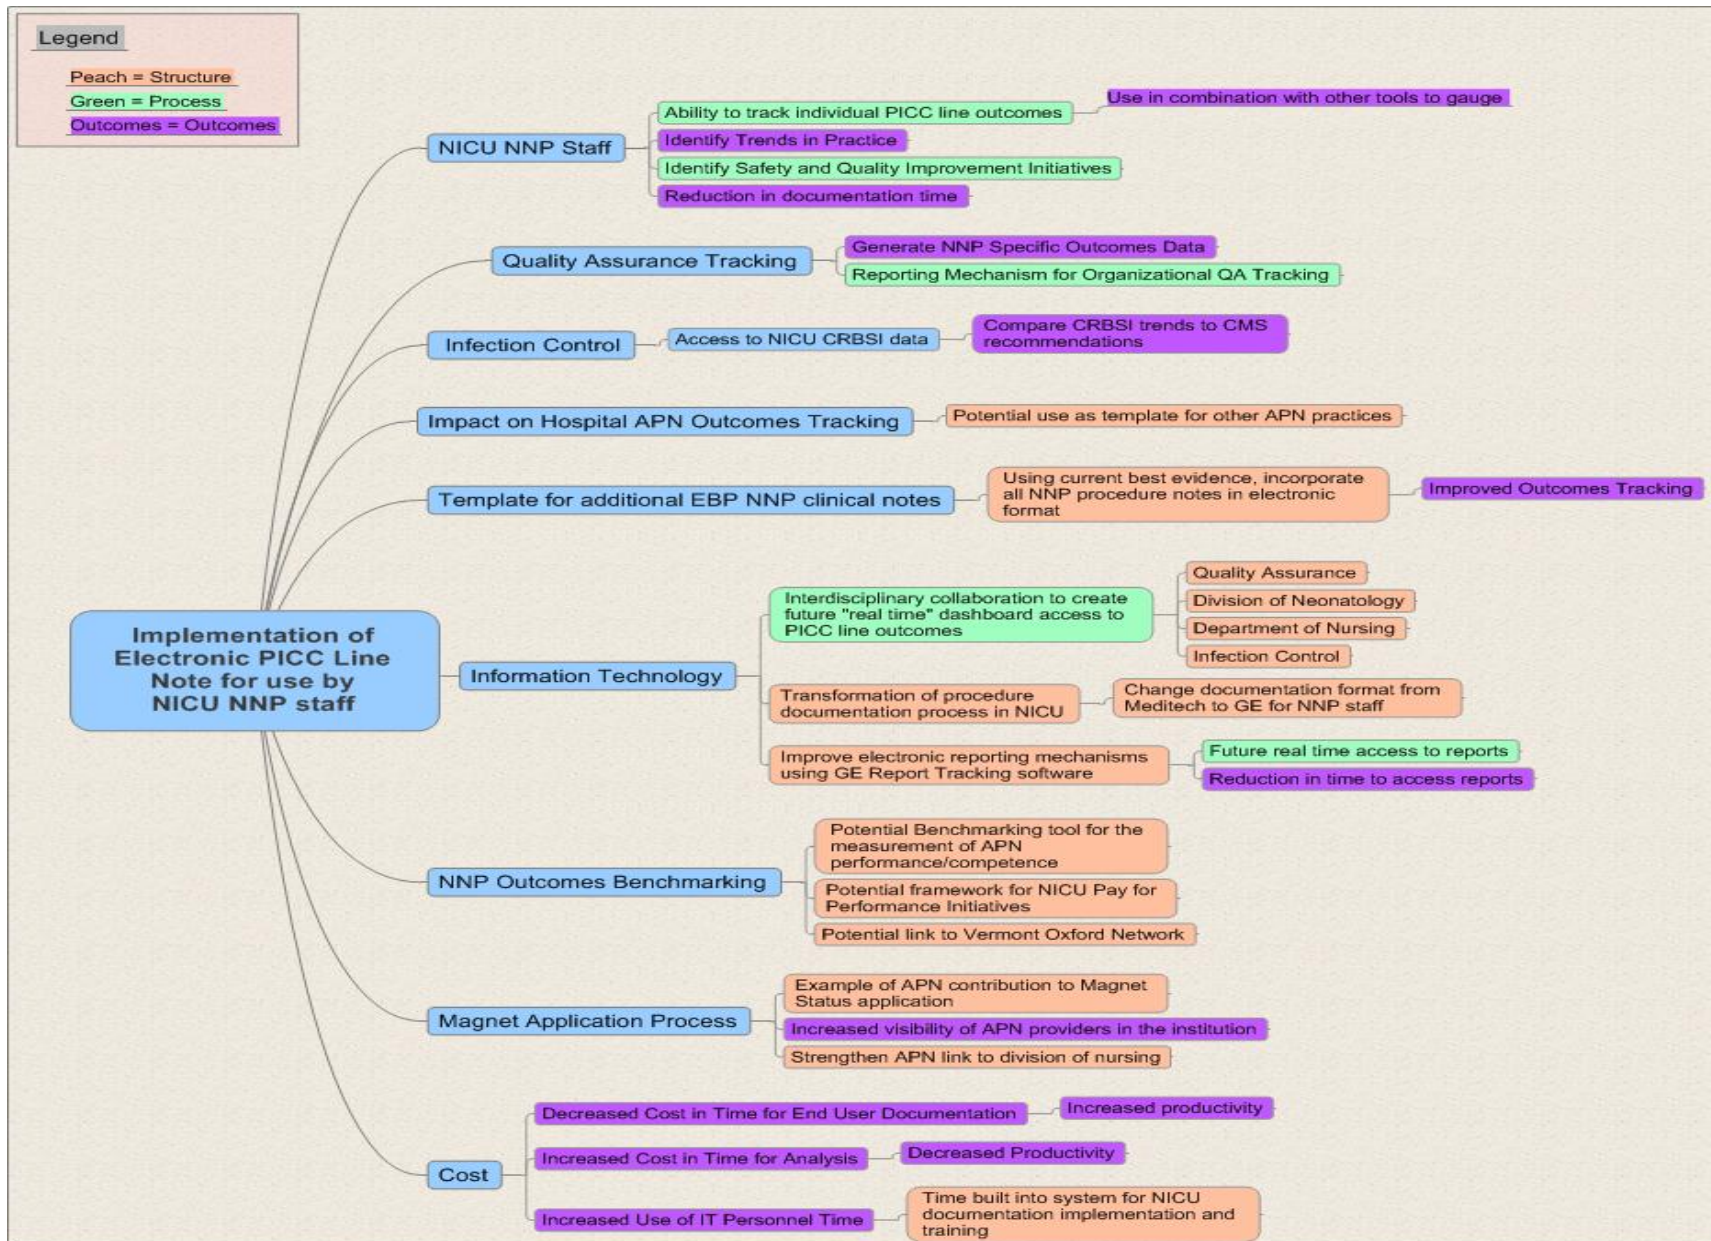 Legend
Peach = Structure
Green = Process
Outcomes = Outcomes
NICU NNP Staff
Ability to track individual PICC line outcomes
Use in combination with other tools to gauge
Identify Trends in Practice
Identify Safety and Quality Improvement Initiatives
Reduction in documentation time
Quality Assurance Tracking
Generate NNP Specific Outcomes Data
Reporting Mechanism for Organizational QA Tracking
Infection Control
Access to NICU CRBSI data
Compare CRBSI trends to CMS
recommendations
Impact on Hospital APN Outcomes Tracking
Potential use as template for other APN practices
Template for additional EBP NNP clinical notes
Using current best evidence, incorporate
all NNP procedure notes in electronic
format
Improved Outcomes Tracking
Implementation of
Electronic PICC Line
Note for use by
NICU NNP staff
Information Technology
Interdisciplinary collaboration to create
future "real time" dashboard access to
PICC line outcomes
Quality Assurance
Division of Neonatology
Department of Nursing
Infection Control
Transformation of procedure
documentation process in NICU
Change documentation format from
Meditech to GE for NNP staff
Improve electronic reporting mechanisms
using GE Report Tracking software
Future real time access to reports
Reduction in time to access reports
NNP Outcomes Benchmarking
Potential Benchmarking tool for the
measurement of APN
performance/competence
Potential framework for NICU Pay for
Performance Initiatives
Potential link to Vermont Oxford Network
Magnet Application Process
Example of APN contribution to Magnet
Status application
Increased visibility of APN providers in the institution
Strengthen APN link to division of nursing
Cost
Decreased Cost in Time for End User Documentation
Increased productivity
Increased Cost in Time for Analysis
Decreased Productivity
Increased Use of IT Personnel Time
Time built into system for NICU
documentation implementation and
training